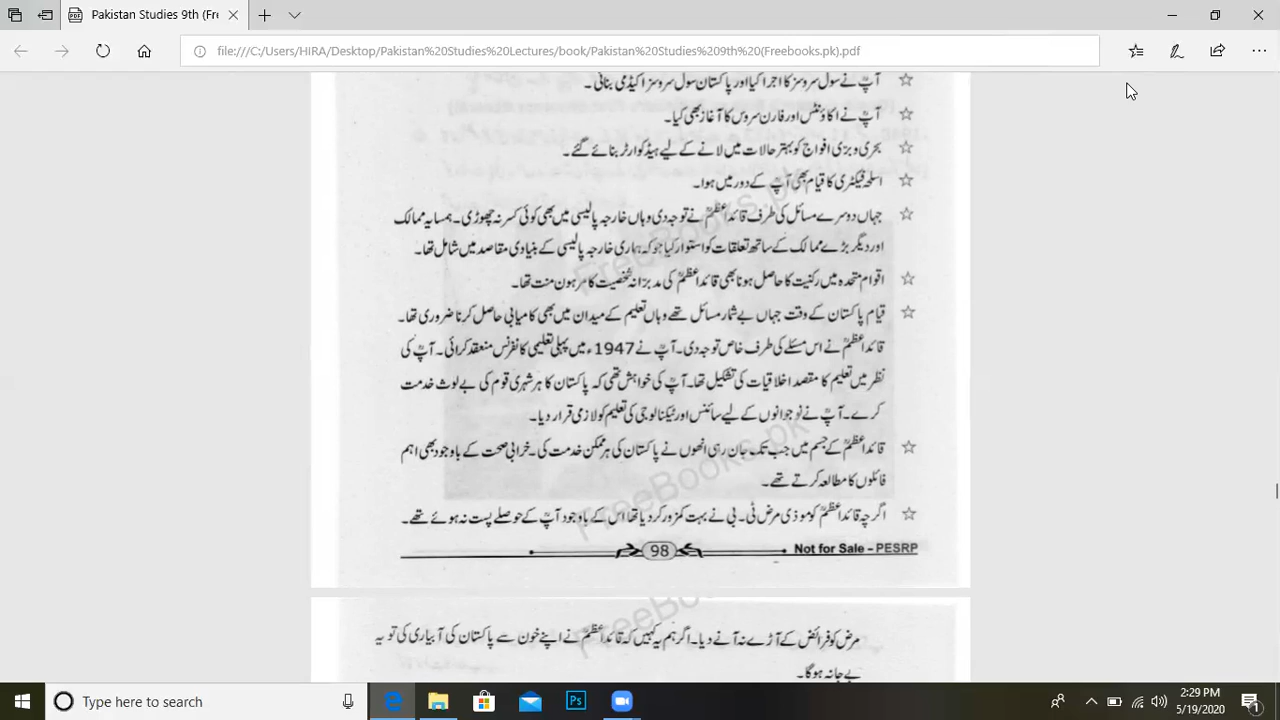 Pakistan Studies 9th (Fre
file:///C:/Users/HIRA/Desktop/Pakistan%20Studies%20Lectures/book/Pakistan%20Studies%209th%20(Freebooks.pk).pdf
☆ آپؒ نے سول سروسز کا اجرا کیا اور پاکستان سول سروسز اکیڈمی بنائی ۔
☆ آپؒ نے اکاؤنٹس اور فارن سروس کا آغاز بھی کیا۔
☆ بحری و بری افواج کو بہتر حالات میں لانے کے لیے ہیڈ کوارٹر بنائے گئے۔
☆ اسلحہ فیکٹری کا قیام بھی آپؒ کے دور میں ہوا۔
☆ جہاں دوسرے مسائل کی طرف قائداعظمؒ نے توجہ دی وہاں خارجہ پالیسی میں بھی کوئی کسر نہ چھوڑی۔ ہمسایہ ممالک
اور دیگر بڑے ممالک کے ساتھ تعلقات کو استوار کیا جو کہ ہماری خارجہ پالیسی کے بنیادی مقاصد میں شامل تھا۔
☆ اقوام متحدہ میں رکنیت کا حاصل ہونا بھی قائداعظمؒ کی مدبرانہ شخصیت کا مرہون منت تھا۔
☆ قیام پاکستان کے وقت جہاں بے شمار مسائل تھے وہاں تعلیم کے میدان میں بھی کامیابی حاصل کرنا ضروری تھا۔
قائداعظمؒ نے اس مسئلے کی طرف خاص توجہ دی۔ آپؒ نے 1947ء میں پہلی تعلیمی کانفرنس منعقد کرائی۔ آپؒ کی
نظر میں تعلیم کا مقصد اخلاقیات کی تشکیل تھا۔ آپؒ کی خواہش تھی کہ پاکستان کا ہر شہری قوم کی بے لوث خدمت
کرے۔ آپؒ نے نوجوانوں کے لیے سائنس اور ٹیکنالوجی کی تعلیم کو لازمی قرار دیا۔
☆ قائداعظمؒ کے جسم میں جب تک جان رہی انھوں نے پاکستان کی ہر ممکن خدمت کی۔ خرابی صحت کے باوجود بھی اہم
فائلوں کا مطالعہ کرتے تھے۔
☆ اگرچہ قائداعظمؒ کو موذی مرض ٹی۔ بی نے بہت کمزور کر دیا تھا اس کے باوجود آپؒ کے حوصلے پست نہ ہوئے تھے۔
98 Not for Sale – PESRP
مرض کو فرائض کے آڑے نہ آنے دیا۔ اگر ہم یہ کہیں کہ قائداعظمؒ نے اپنے خون سے پاکستان کی آبیاری کی تو یہ
بے جا نہ ہوگا۔
FreeBooks.pk
FreeBooks.pk
Type here to search
2:29 PM
5/19/2020